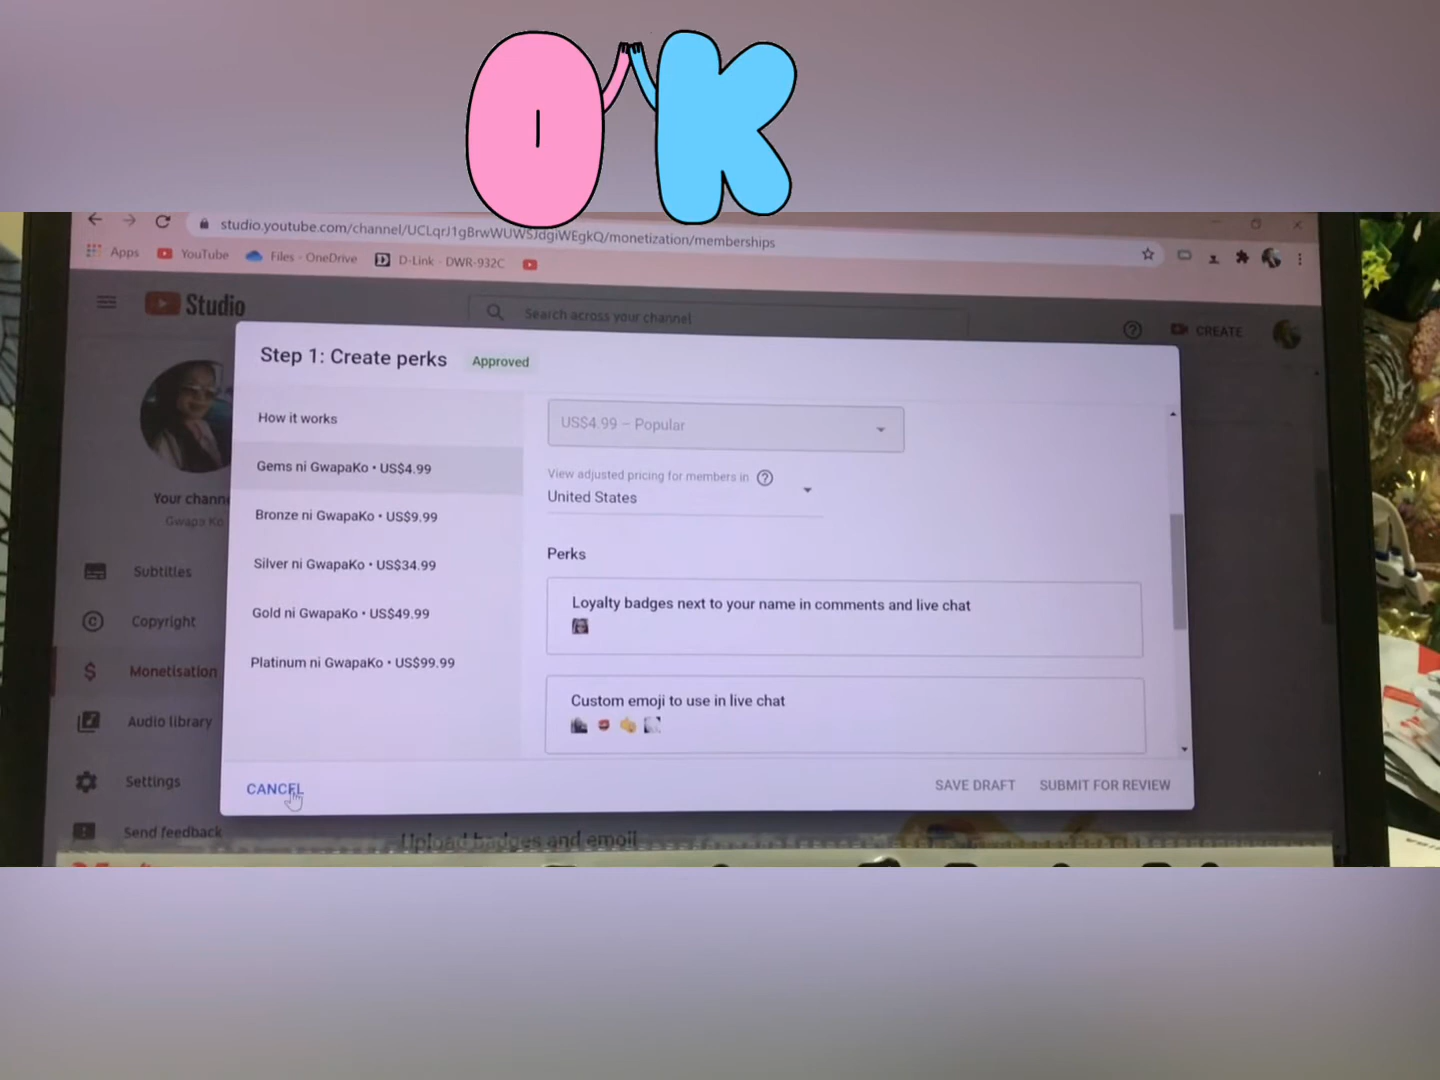 OK
studio.youtube.com/channel/UCLqrJ1gBrwWUWSJdgiWEgkQ/monetization/memberships
Apps YouTube Files - OneDrive D-Link - DWR-932C
Studio
Search across your channel
CREATE
Step 1: Create perks Approved
How it works
Gems ni GwapaKo • US$4.99
Bronze ni GwapaKo • US$9.99
Silver ni GwapaKo • US$34.99
Gold ni GwapaKo • US$49.99
Platinum ni GwapaKo • US$99.99
US$4.99 – Popular
View adjusted pricing for members in
United States
Perks
Loyalty badges next to your name in comments and live chat
Custom emoji to use in live chat
CANCEL SAVE DRAFT SUBMIT FOR REVIEW
Your chann
Gwapa Ko
Subtitles
Copyright
Monetisation
Audio library
Settings
Send feedback
Upload badges and emoji